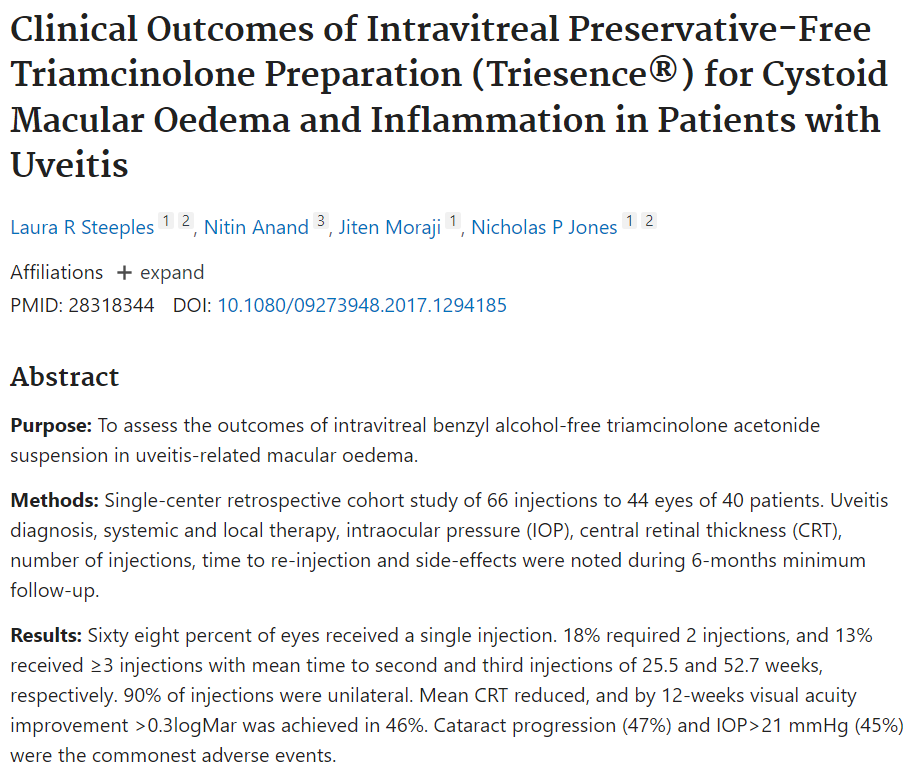 Clinical Outcomes of Intravitreal Preservative-Free
Triamcinolone Preparation (Triesence®) for Cystoid
Macular Oedema and Inflammation in Patients with
Uveitis
Laura R Steeples 1 2, Nitin Anand 3, Jiten Moraji 1, Nicholas P Jones 1 2
Affiliations + expand
PMID: 28318344 DOI: 10.1080/09273948.2017.1294185
Abstract
Purpose: To assess the outcomes of intravitreal benzyl alcohol-free triamcinolone acetonide
suspension in uveitis-related macular oedema.
Methods: Single-center retrospective cohort study of 66 injections to 44 eyes of 40 patients. Uveitis
diagnosis, systemic and local therapy, intraocular pressure (IOP), central retinal thickness (CRT),
number of injections, time to re-injection and side-effects were noted during 6-months minimum
follow-up.
Results: Sixty eight percent of eyes received a single injection. 18% required 2 injections, and 13%
received ≥3 injections with mean time to second and third injections of 25.5 and 52.7 weeks,
respectively. 90% of injections were unilateral. Mean CRT reduced, and by 12-weeks visual acuity
improvement >0.3logMar was achieved in 46%. Cataract progression (47%) and IOP>21 mmHg (45%)
were the commonest adverse events.